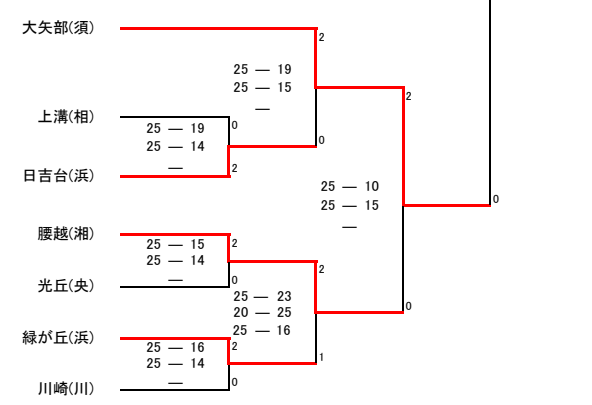 大矢部(須)
2
25 — 19
25 — 15
—
2
上溝(相)
0
25 — 19
25 — 14
0
—
2
日吉台(浜)
25 — 10
25 — 15
0
—
腰越(湘)
2
25 — 15
25 — 14
2
—
0
光丘(央)
25 — 23
0
20 — 25
25 — 16
緑が丘(浜)
2
25 — 16
1
25 — 14
—
0
川崎(川)